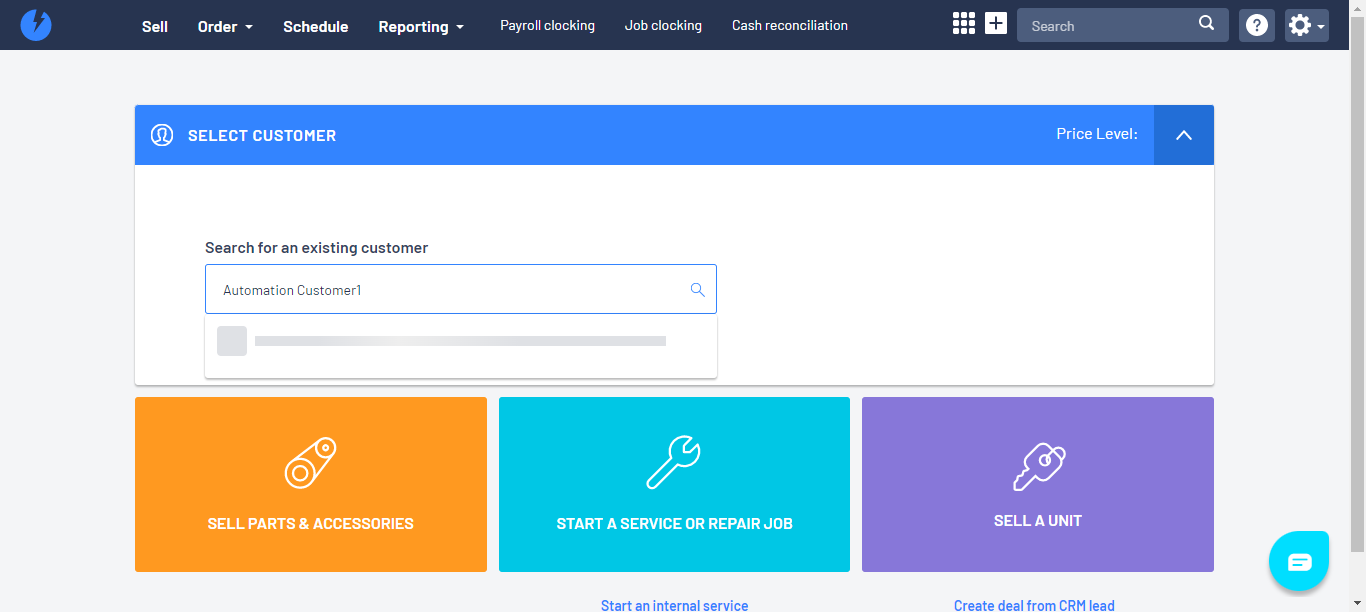 Sell Order Schedule Reporting Payroll clocking Job clocking Cash reconciliation Search
SELECT CUSTOMER Price Level:
Search for an existing customer
Automation Customer1
SELL PARTS & ACCESSORIES START A SERVICE OR REPAIR JOB SELL A UNIT
Start an internal service Create deal from CRM lead